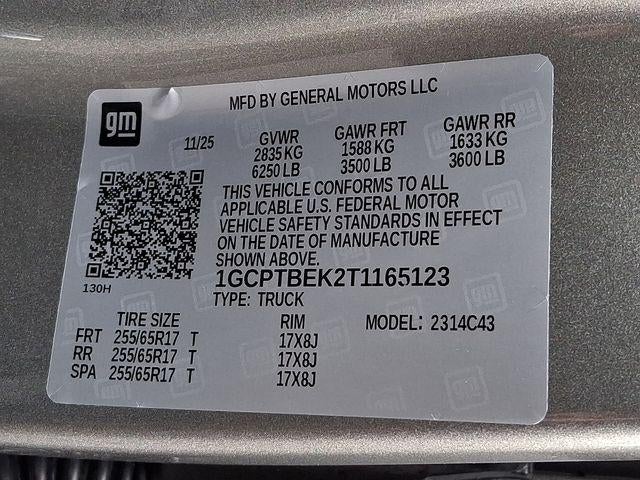 gm
MFD BY GENERAL MOTORS LLC
11/25 GVWR GAWR FRT GAWR RR
2835 KG 1588 KG 1633 KG
6250 LB 3500 LB 3600 LB
THIS VEHICLE CONFORMS TO ALL
APPLICABLE U.S. FEDERAL MOTOR
VEHICLE SAFETY STANDARDS IN EFFECT
ON THE DATE OF MANUFACTURE
SHOWN ABOVE.
130H
1GCPTBEK2T1165123
TYPE: TRUCK
TIRE SIZE RIM MODEL: 2314C43
FRT 255/65R17 T 17X8J
RR 255/65R17 T 17X8J
SPA 255/65R17 T 17X8J